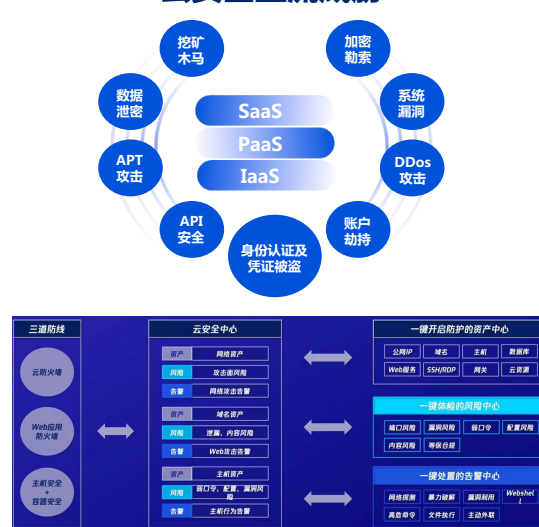 挖矿
木马
加密
勒索
数据
泄密
SaaS
系统
漏洞
PaaS
APT
攻击
IaaS
DDos
攻击
API
安全
账户
劫持
身份认证及
凭证被盗
三道防线
云防火墙
Web应用
防火墙
主机安全
+
容器安全
云安全中心
资产 网络资产
风险 攻击面风险
告警 网络攻击告警
资产 域名资产
风险 泄漏、内容风险
告警 Web攻击告警
资产 主机资产
风险 弱口令、配置、漏洞风
险
告警 主机行为告警
一键开启防护的资产中心
公网IP 域名 主机 数据库
Web服务 SSH/RDP 网关 云资源
一键体检的风险中心
端口风险 漏洞风险 弱口令 配置风险
内容风险 等保合规
一键处置的告警中心
网络探测 暴力破解 漏洞利用 Webshel
l
高危命令 文件执行 主动外联